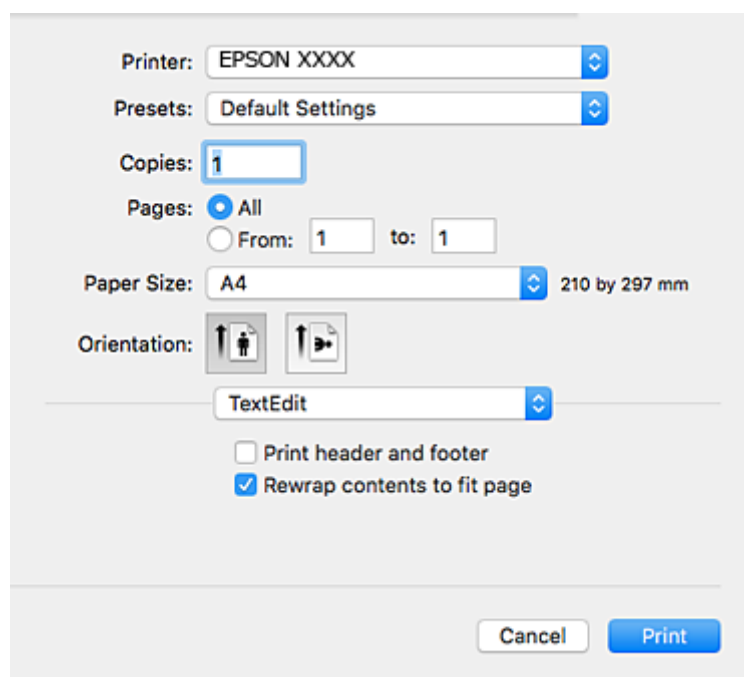 Printer: EPSON XXXX
Presets: Default Settings
Copies: 1
Pages: All
From: 1 to: 1
Paper Size: A4 210 by 297 mm
Orientation:
TextEdit
Print header and footer
Rewrap contents to fit page
Cancel Print